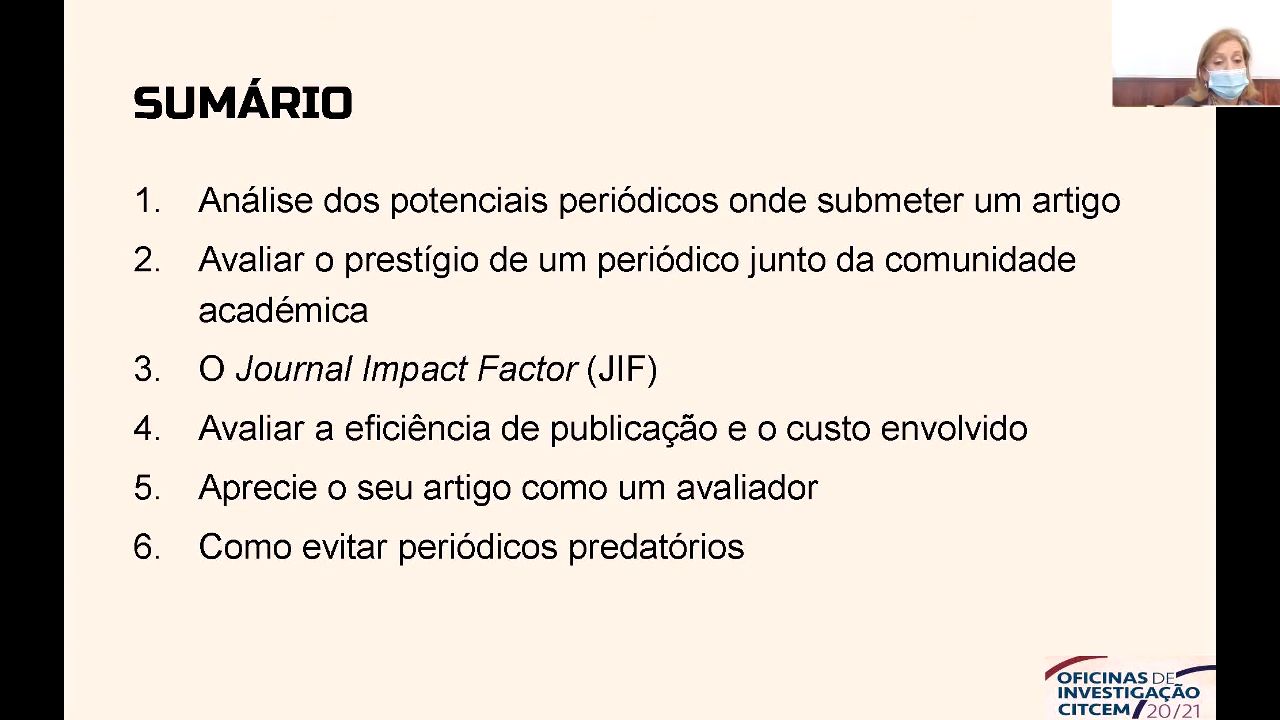 SUMÁRIO
1. Análise dos potenciais periódicos onde submeter um artigo
2. Avaliar o prestígio de um periódico junto da comunidade
académica
3. O Journal Impact Factor (JIF)
4. Avaliar a eficiência de publicação e o custo envolvido
5. Aprecie o seu artigo como um avaliador
6. Como evitar periódicos predatórios
OFICINAS DE
INVESTIGAÇÃO
CITCEM 20/21